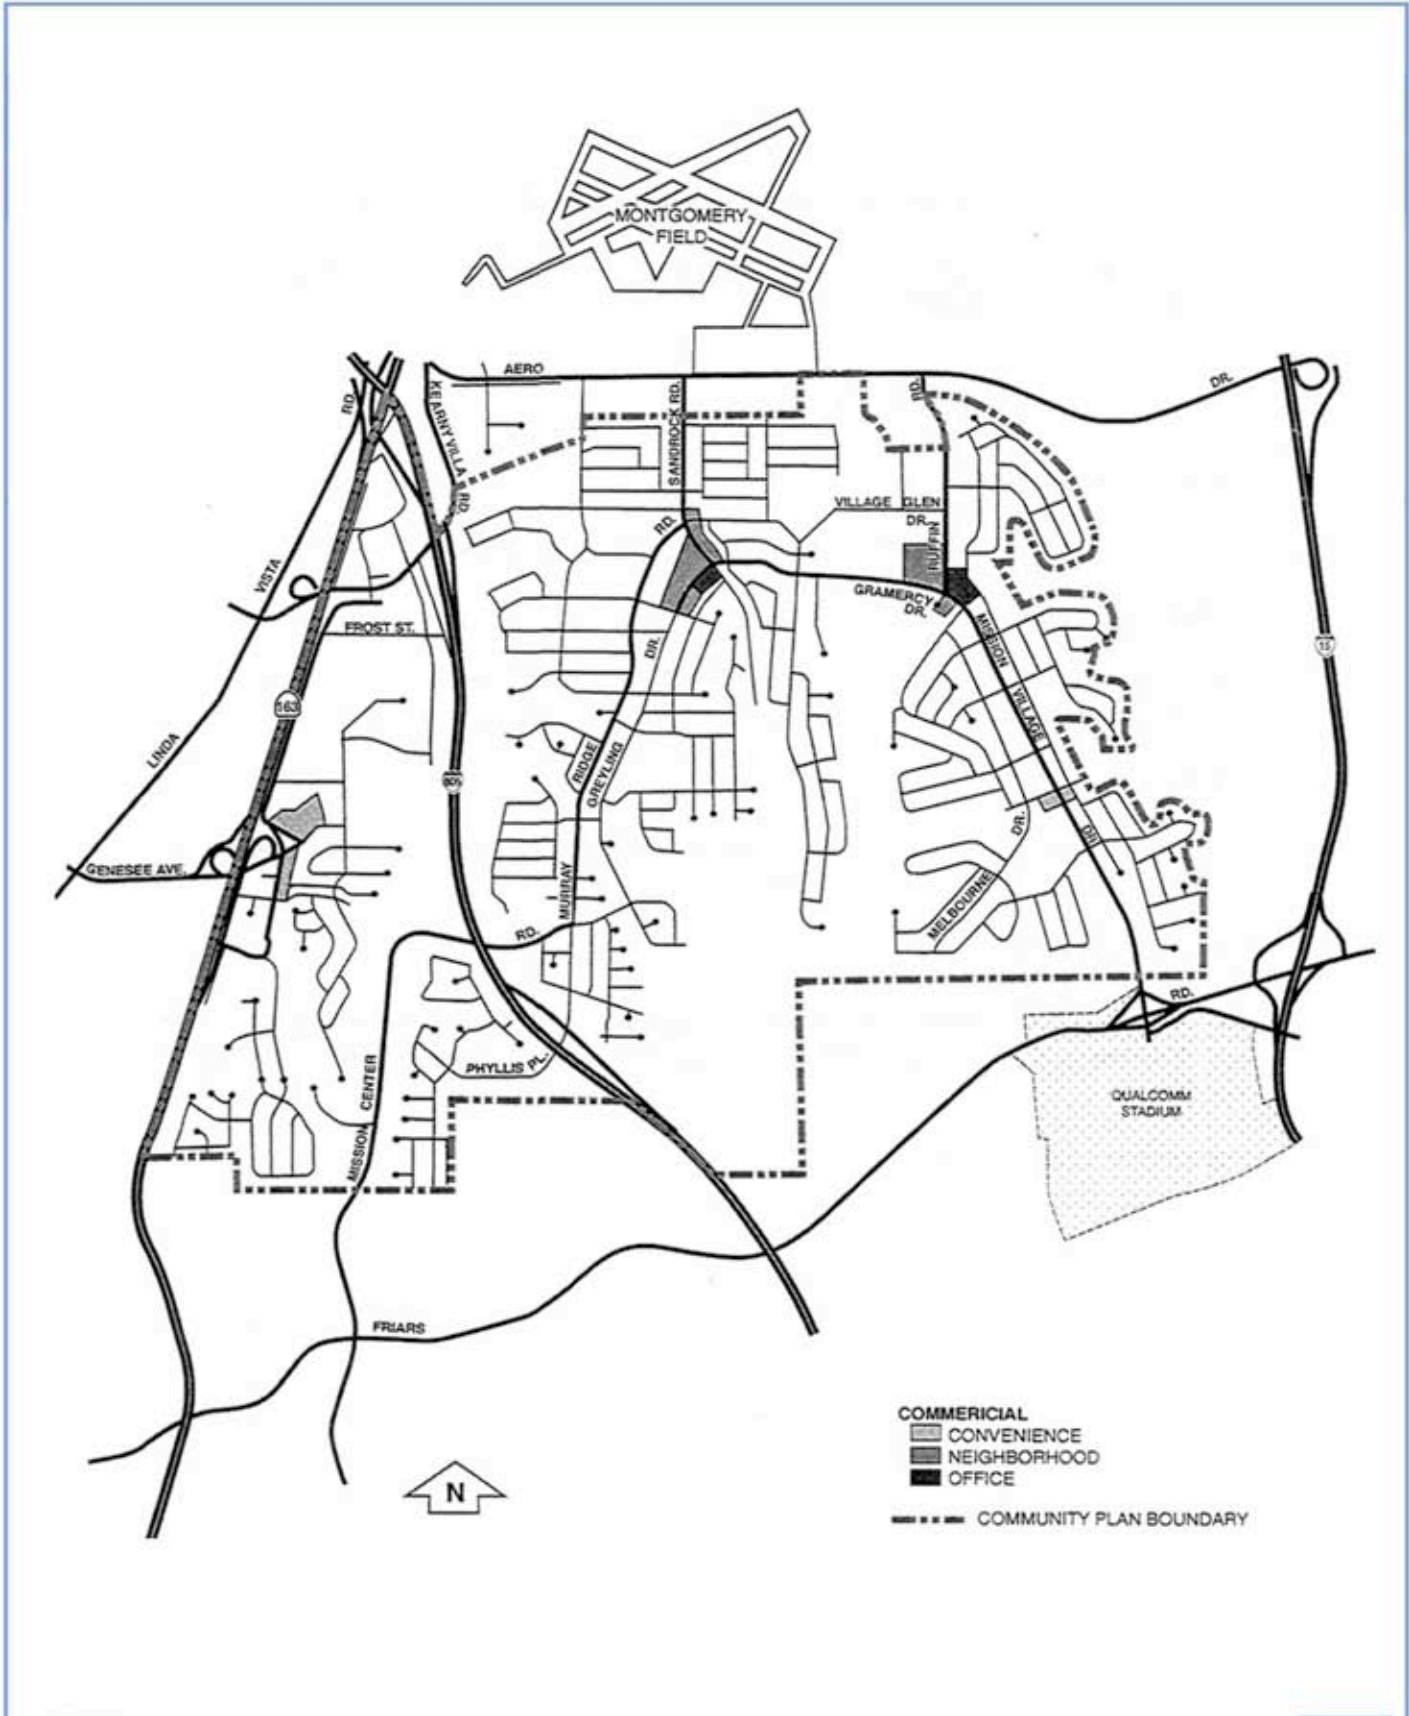 MONTGOMERY
FIELD
AERO
DR.
RD.
KEARNY VILLA
RD.
SANDROCK RD.
RD.
VILLAGE GLEN
DR.
RUFFIN
RD.
VISTA
GRAMERCY
DR.
FROST ST.
MISSION
DR.
15
163
VILLAGE
LINDA
RIDGE
GREYLING
805
DR.
DR.
GENESEE AVE.
MURRAY
MELBOURNE
RD.
RD.
PHYLLIS PL.
CENTER
QUALCOMM
STADIUM
MISSION
FRIARS
COMMERICIAL
CONVENIENCE
NEIGHBORHOOD
OFFICE
N
COMMUNITY PLAN BOUNDARY